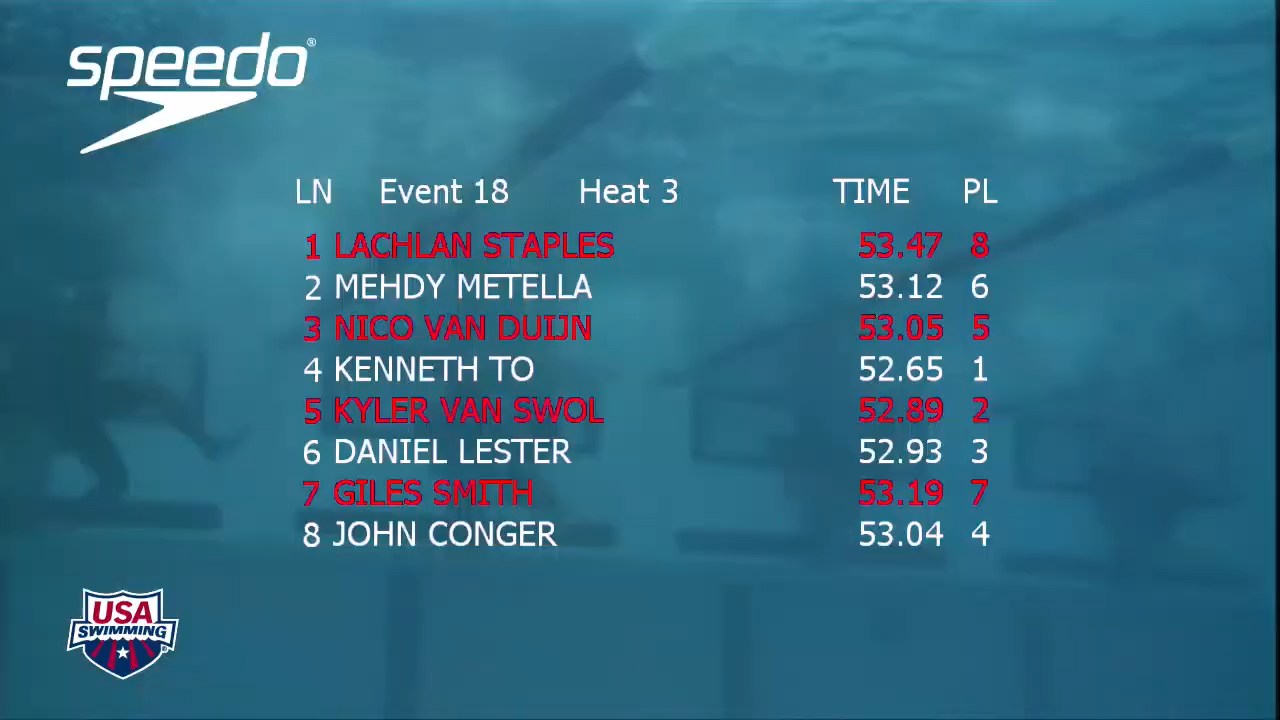 speedo®
LN Event 18 Heat 3 TIME PL
1 LACHLAN STAPLES 53.47 8
2 MEHDY METELLA 53.12 6
3 NICO VAN DUIJN 53.05 5
4 KENNETH TO 52.65 1
5 KYLER VAN SWOL 52.89 2
6 DANIEL LESTER 52.93 3
7 GILES SMITH 53.19 7
8 JOHN CONGER 53.04 4
USA
SWIMMING®